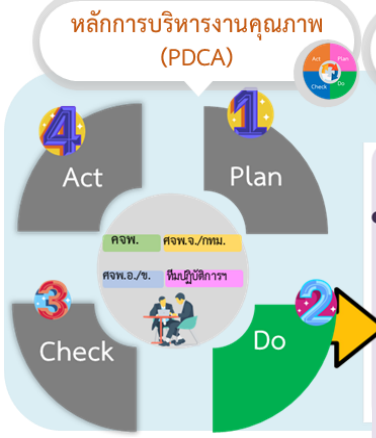 หลักการบริหารงานคุณภาพ
(PDCA)
Act Plan
Check Do
4
1
Act
Plan
คจพ.
ศจพ.จ./กทม.
ศจพ.อ./ข.
ทีมปฏิบัติการฯ
3
2
Check
Do